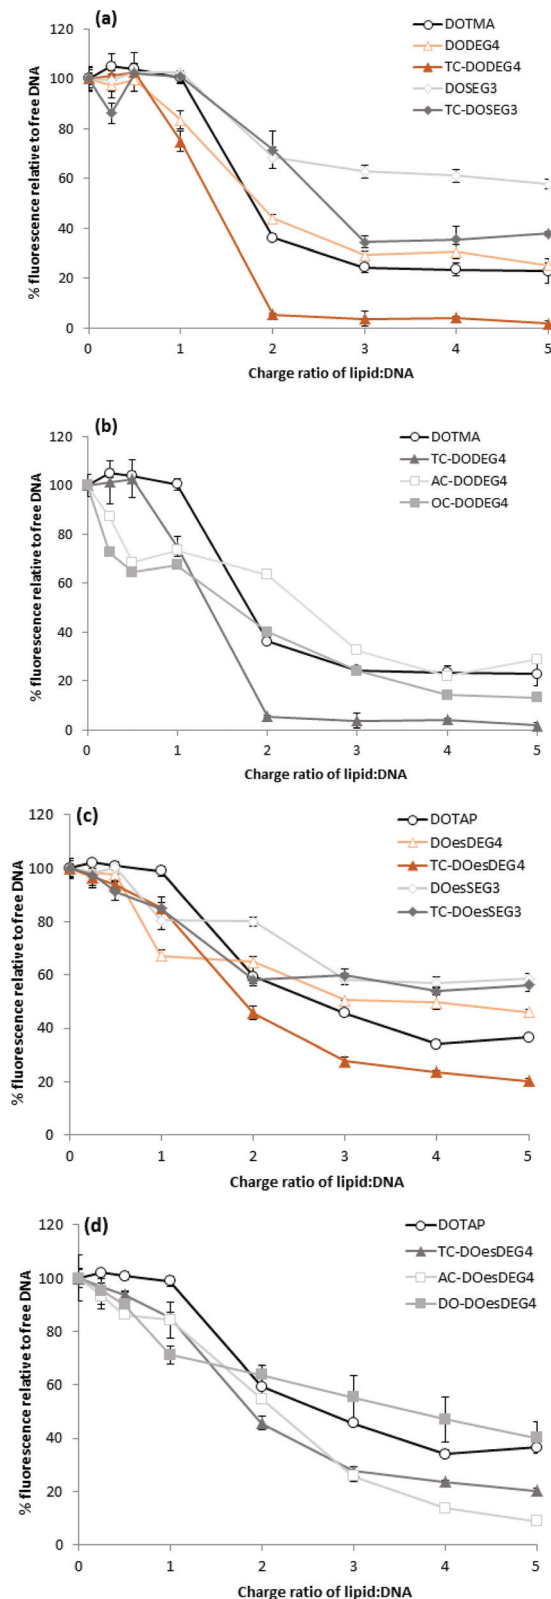 (a)
DOTMA
DODEG4
TC-DODEG4
DOSEG3
TC-DOSEG3
% fluorescence relative to free DNA
120
100
80
60
40
20
0
0 1 2 3 4 5
Charge ratio of lipid:DNA
(b)
DOTMA
TC-DODEG4
AC-DODEG4
OC-DODEG4
% fluorescence relative to free DNA
120
100
80
60
40
20
0
0 1 2 3 4 5
Charge ratio of lipid:DNA
(c)
DOTAP
DOesDEG4
TC-DOesDEG4
DOesSEG3
TC-DOesSEG3
% fluorescence relative to free DNA
120
100
80
60
40
20
0
0 1 2 3 4 5
Charge ratio of lipid:DNA
(d)
DOTAP
TC-DOesDEG4
AC-DOesDEG4
DO-DOesDEG4
% fluorescence relative to free DNA
120
100
80
60
40
20
0
0 1 2 3 4 5
Charge ratio of lipid:DNA